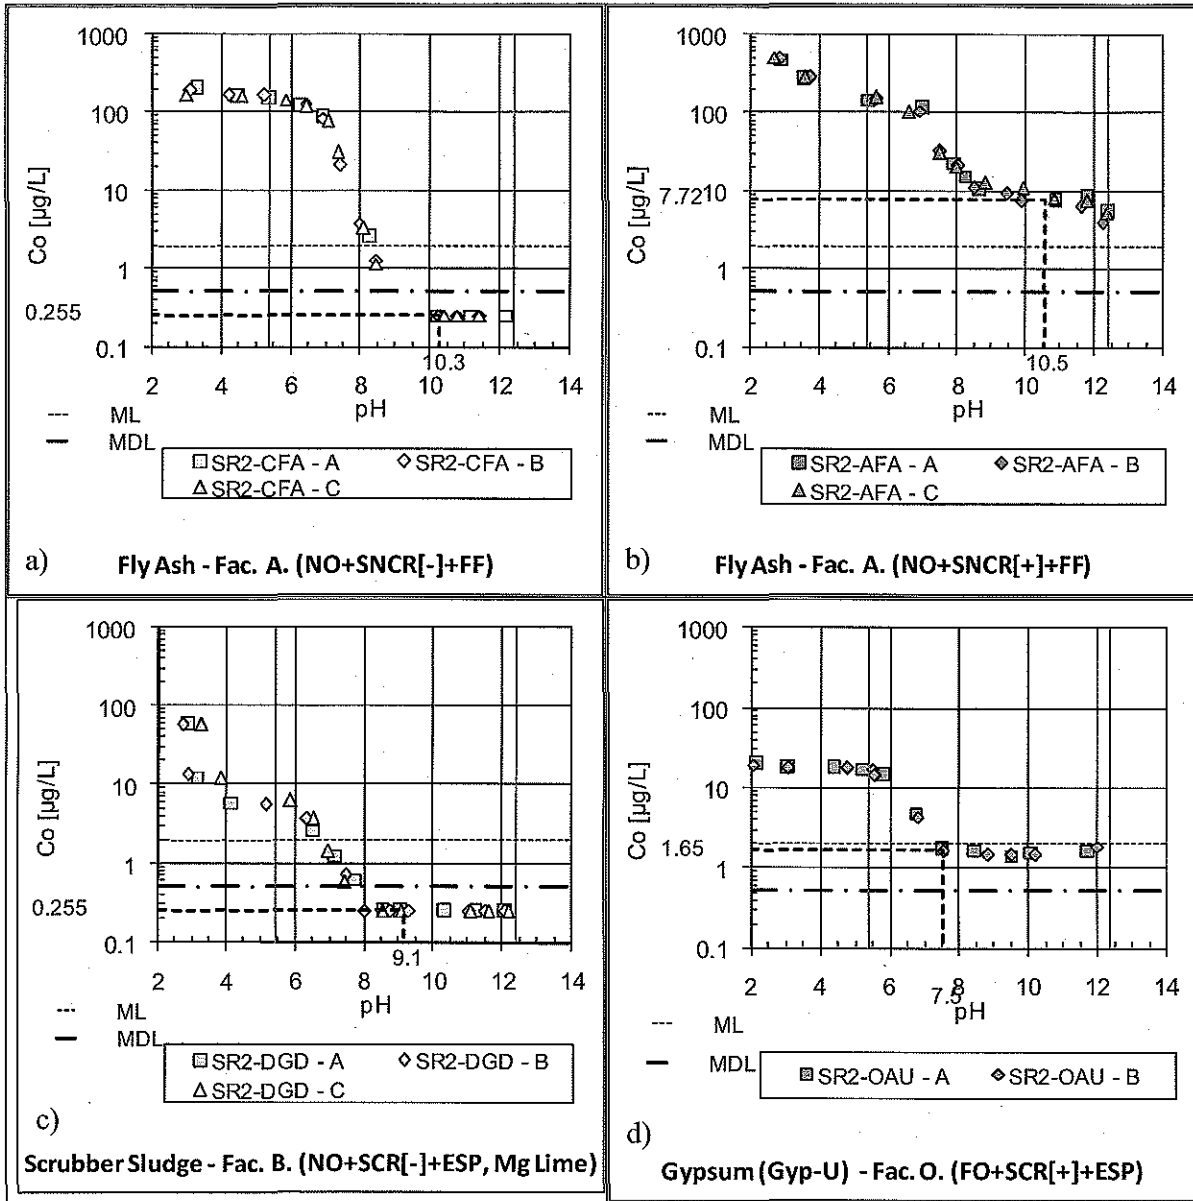 1000
100
10
1
0.1
Co [µg/L]
0.255
2 4 6 8 10 12 14
10.3
pH
ML
MDL
SR2-CFA - A SR2-CFA - B
SR2-CFA - C
a) Fly Ash - Fac. A. (NO+SNCR[-]+FF)
1000
100
10
1
0.1
Co [µg/L]
7.72
2 4 6 8 10 12 14
10.5
pH
ML
MDL
SR2-AFA - A SR2-AFA - B
SR2-AFA - C
b) Fly Ash - Fac. A. (NO+SNCR[+]+FF)
1000
100
10
1
0.1
Co [µg/L]
0.255
9.1
2 4 6 8 10 12 14
pH
ML
MDL
SR2-DGD - A SR2-DGD - B
SR2-DGD - C
c)
Scrubber Sludge - Fac. B. (NO+SCR[-]+ESP, Mg Lime)
1000
100
10
1
0.1
Co [µg/L]
1.65
2 4 6 8 10 12 14
7.5
pH
ML
MDL
SR2-OAU - A SR2-OAU - B
d)
Gypsum (Gyp-U) - Fac. O. (FO+SCR[+]+ESP)